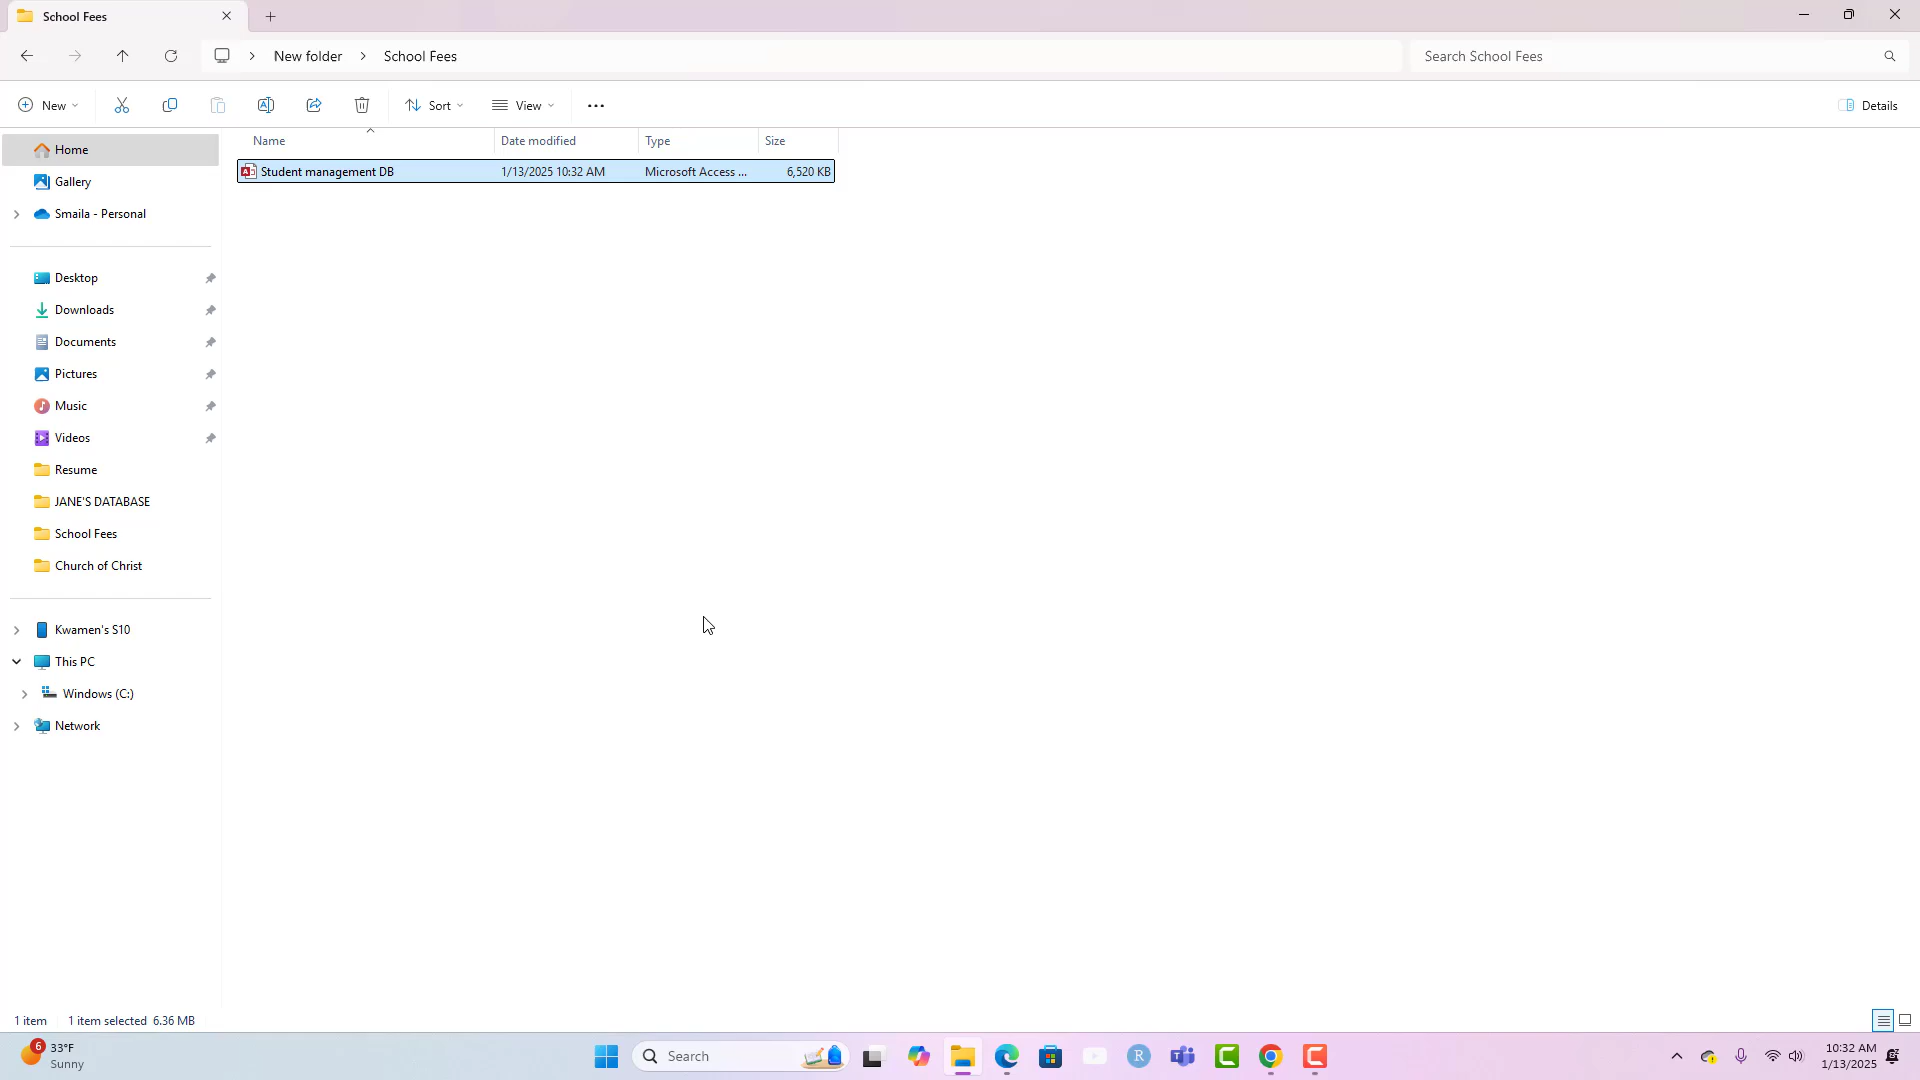 School Fees
New folder > School Fees
Search School Fees
New
Sort
View
Details
Name
Date modified
Type
Size
Student management DB
1/13/2025 10:32 AM
Microsoft Access ...
6,520 KB
Home
Gallery
Smaila - Personal
Desktop
Downloads
Documents
Pictures
Music
Videos
Resume
JANE'S DATABASE
School Fees
Church of Christ
Kwamen's S10
This PC
Windows (C:)
Network
1 item
1 item selected 6.36 MB
6
33°F
Sunny
Search
R
T
C
C
10:32 AM
1/13/2025